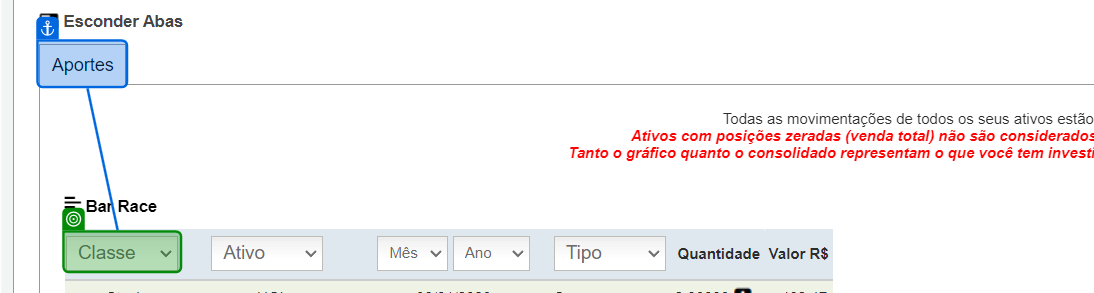 Esconder Abas
Aportes
Todas as movimentações de todos os seus ativos estão
Ativos com posições zeradas (venda total) não são considerados
Tanto o gráfico quanto o consolidado representam o que você tem investi
Bar Race
Classe Ativo Mês Ano Tipo Quantidade Valor R$